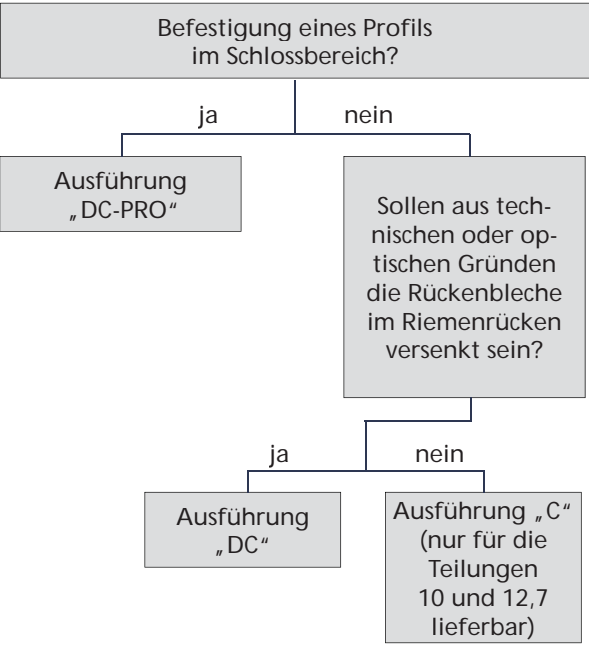 Befestigung eines Profils
im Schlossbereich?
ja
nein
Ausführung
„DC-PRO“
Sollen aus tech-
nischen oder op-
tischen Gründen
die Rückenbleche
im Riemenrücken
versenkt sein?
ja
nein
Ausführung
„DC“
Ausführung „C“
(nur für die
Teilungen
10 und 12,7
lieferbar)